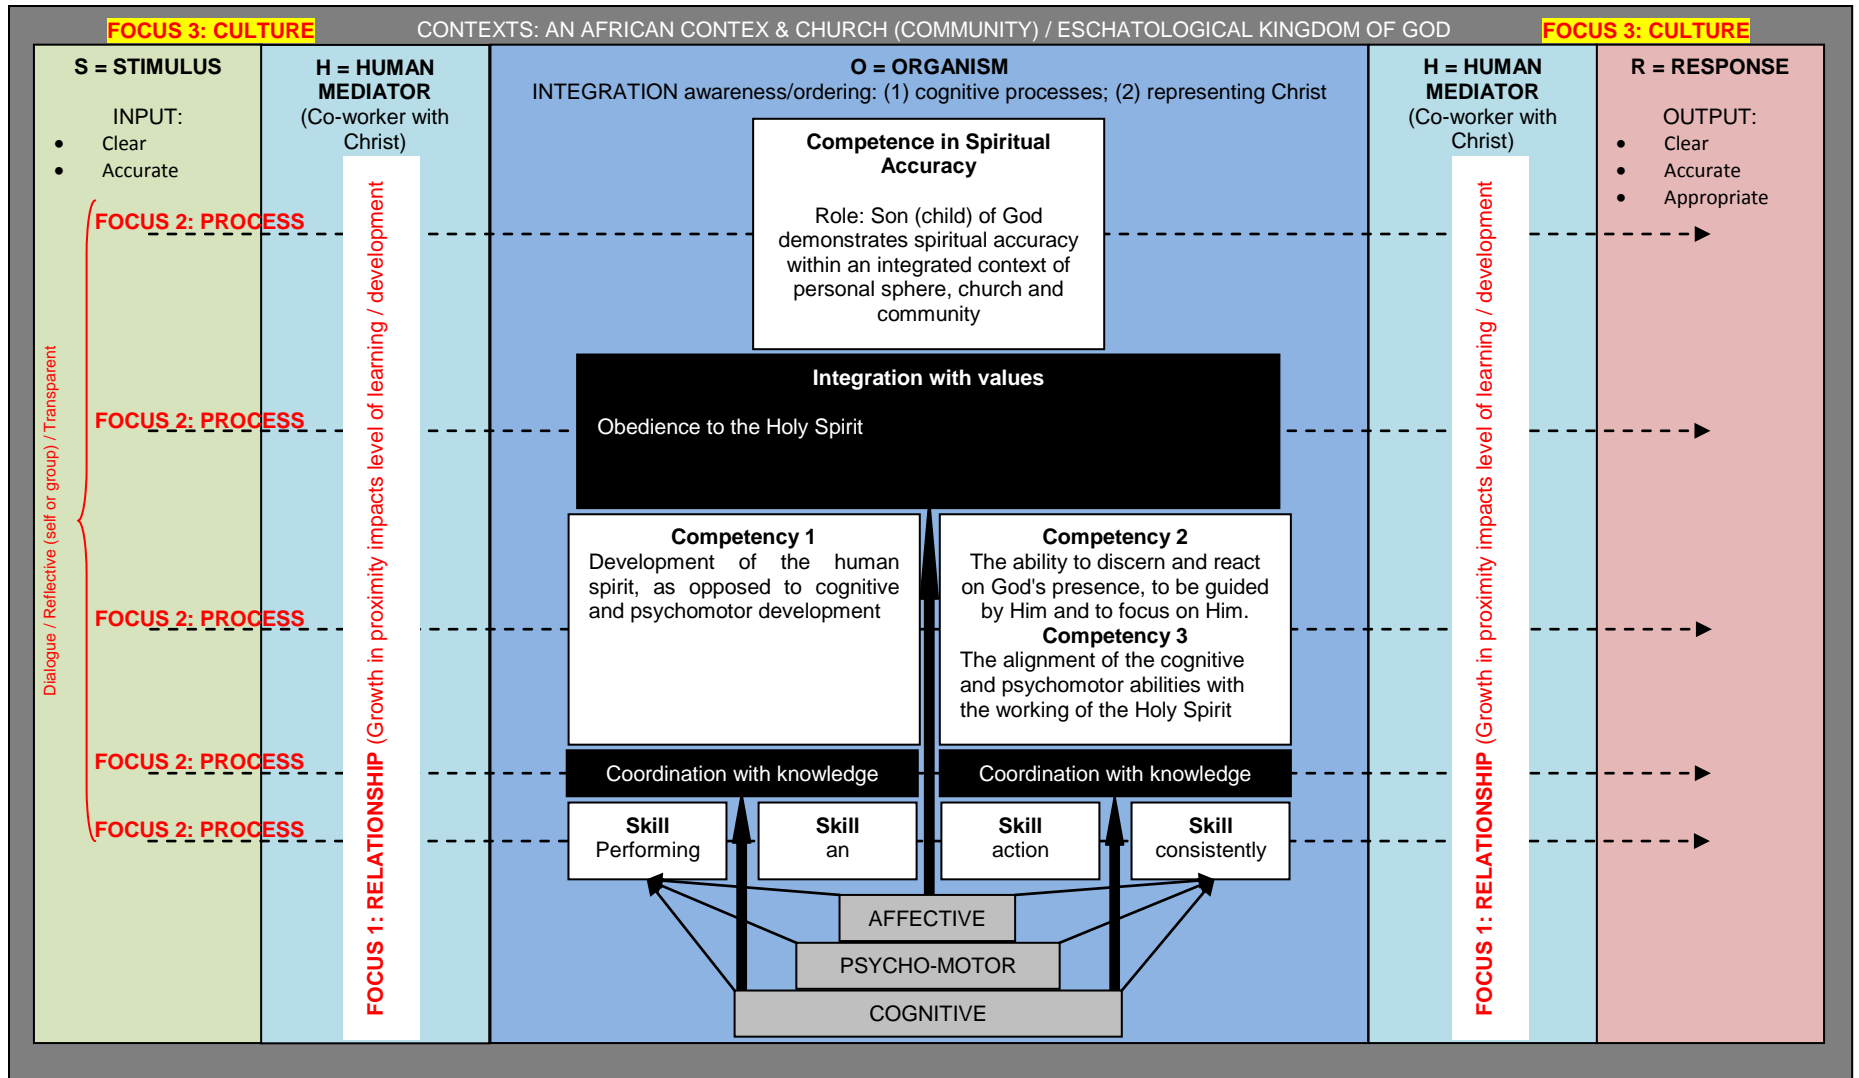 FOCUS 3: CULTURE
CONTEXTS: AN AFRICAN CONTEX & CHURCH (COMMUNITY) / ESCHATOLOGICAL KINGDOM OF GOD
FOCUS 3: CULTURE
S = STIMULUS
INPUT:
• Clear
• Accurate
FOCUS 2: PROCESS
FOCUS 2: PROCESS
FOCUS 2: PROCESS
FOCUS 2: PROCESS
FOCUS 2: PROCESS
Dialogue / Reflective (self or group) / Transparent
H = HUMAN
MEDIATOR
(Co-worker with
Christ)
FOCUS 1: RELATIONSHIP (Growth in proximity impacts level of learning / development
O = ORGANISM
INTEGRATION awareness/ordering: (1) cognitive processes; (2) representing Christ
Competence in Spiritual
Accuracy
Role: Son (child) of God
demonstrates spiritual accuracy
within an integrated context of
personal sphere, church and
community
Integration with values
Obedience to the Holy Spirit
Competency 1
Development of the human
spirit, as opposed to cognitive
and psychomotor development
Competency 2
The ability to discern and react
on God's presence, to be guided
by Him and to focus on Him.
Competency 3
The alignment of the cognitive
and psychomotor abilities with
the working of the Holy Spirit
Coordination with knowledge
Coordination with knowledge
Skill
Performing
Skill
an
Skill
action
Skill
consistently
AFFECTIVE
PSYCHO-MOTOR
COGNITIVE
H = HUMAN
MEDIATOR
(Co-worker with
Christ)
FOCUS 1: RELATIONSHIP (Growth in proximity impacts level of learning / development
R = RESPONSE
OUTPUT:
• Clear
• Accurate
• Appropriate